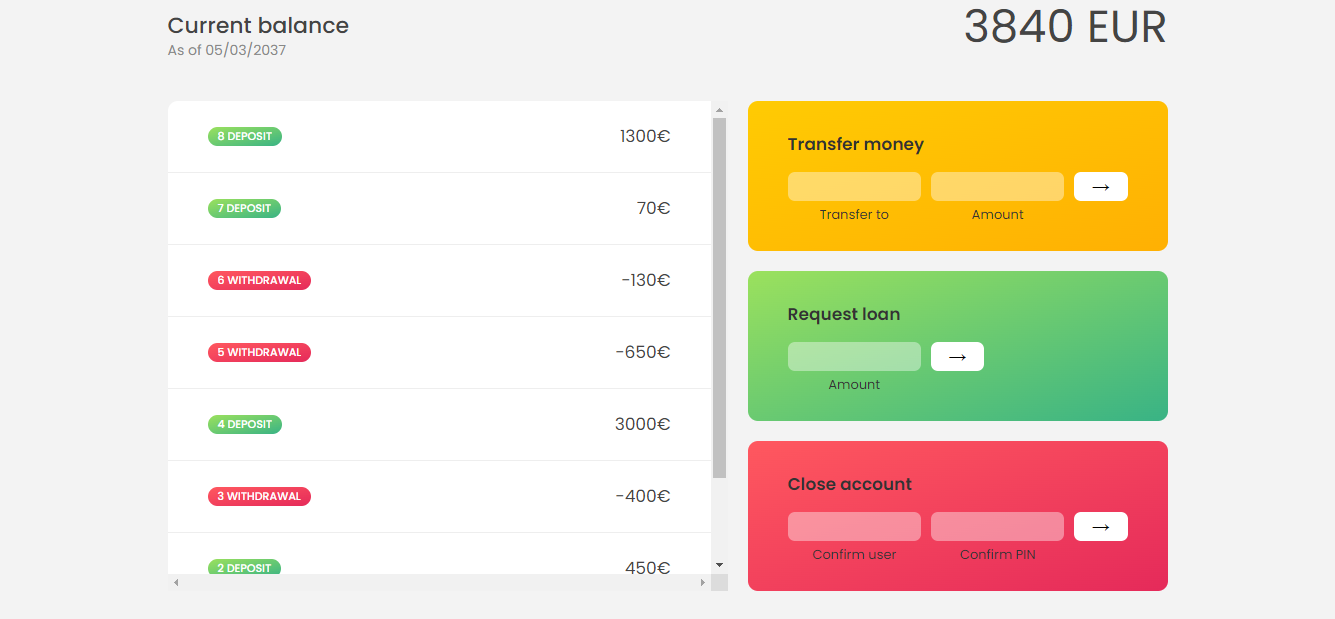 Current balance
3840 EUR
As of 05/03/2037
8 DEPOSIT 1300€
7 DEPOSIT 70€
6 WITHDRAWAL -130€
5 WITHDRAWAL -650€
4 DEPOSIT 3000€
3 WITHDRAWAL -400€
2 DEPOSIT 450€
Transfer money
→
Transfer to Amount
Request loan
→
Amount
Close account
→
Confirm user Confirm PIN